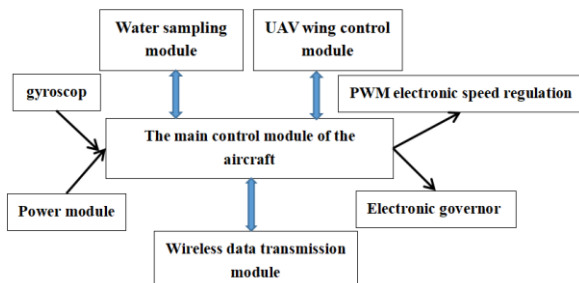 Water sampling
module
UAV wing control
module
gyroscop
PWM electronic speed regulation
The main control module of the
aircraft
Power module
Electronic governor
Wireless data transmission
module